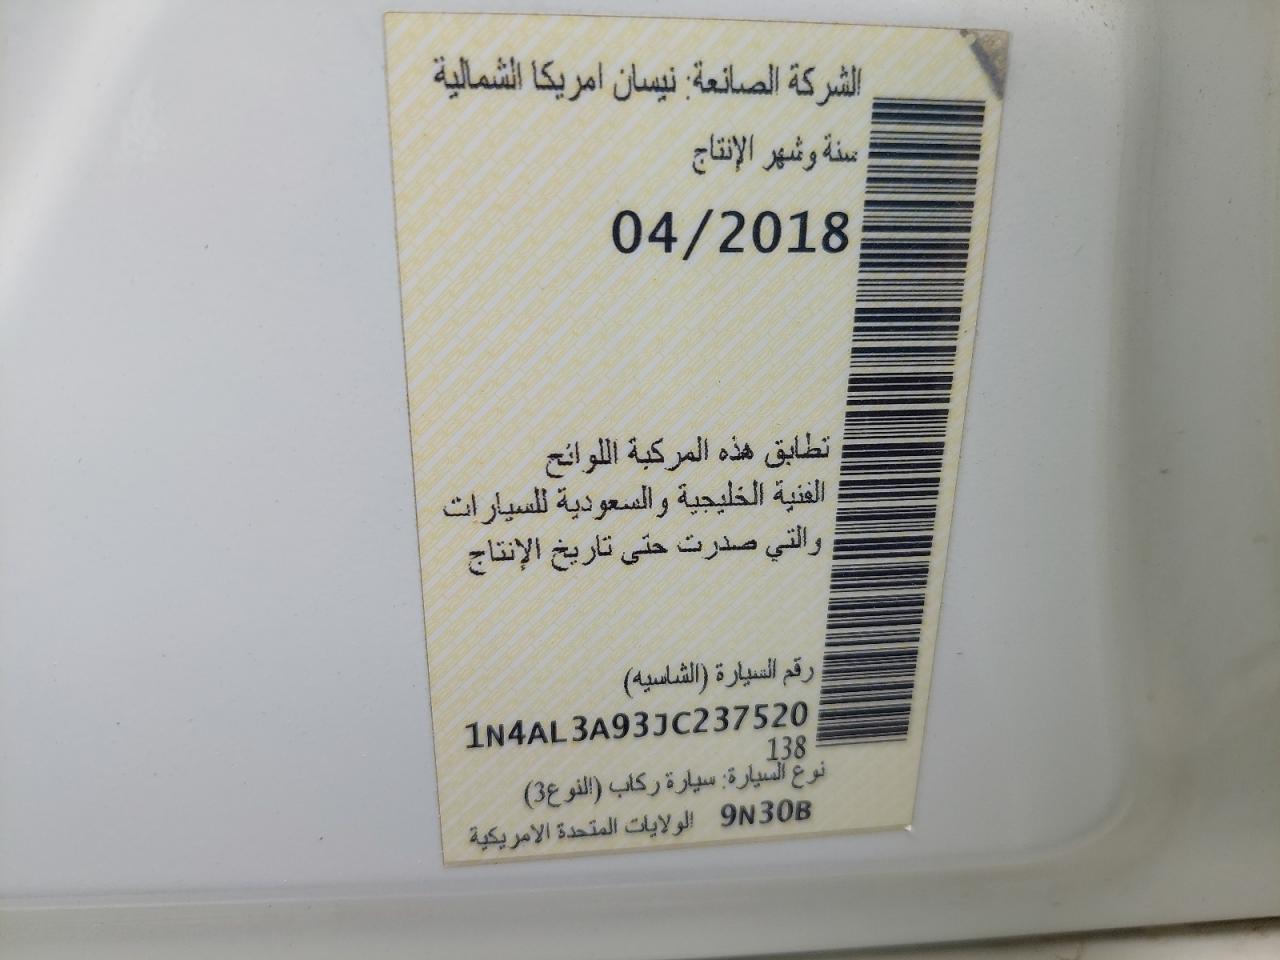 الشركة الصانعة: نيسان امريكا الشمالية
سنة وشهر الإنتاج
04/2018
تطابق هذه المركبة اللوائح
الفنية الخليجية والسعودية للسيارات
والتي صدرت حتى تاريخ الإنتاج
رقم السيارة (الشاسيه)
1N4AL3A93JC237520
138
نوع السيارة: سيارة ركاب (النوع3)
9N30B الولايات المتحدة الامريكية